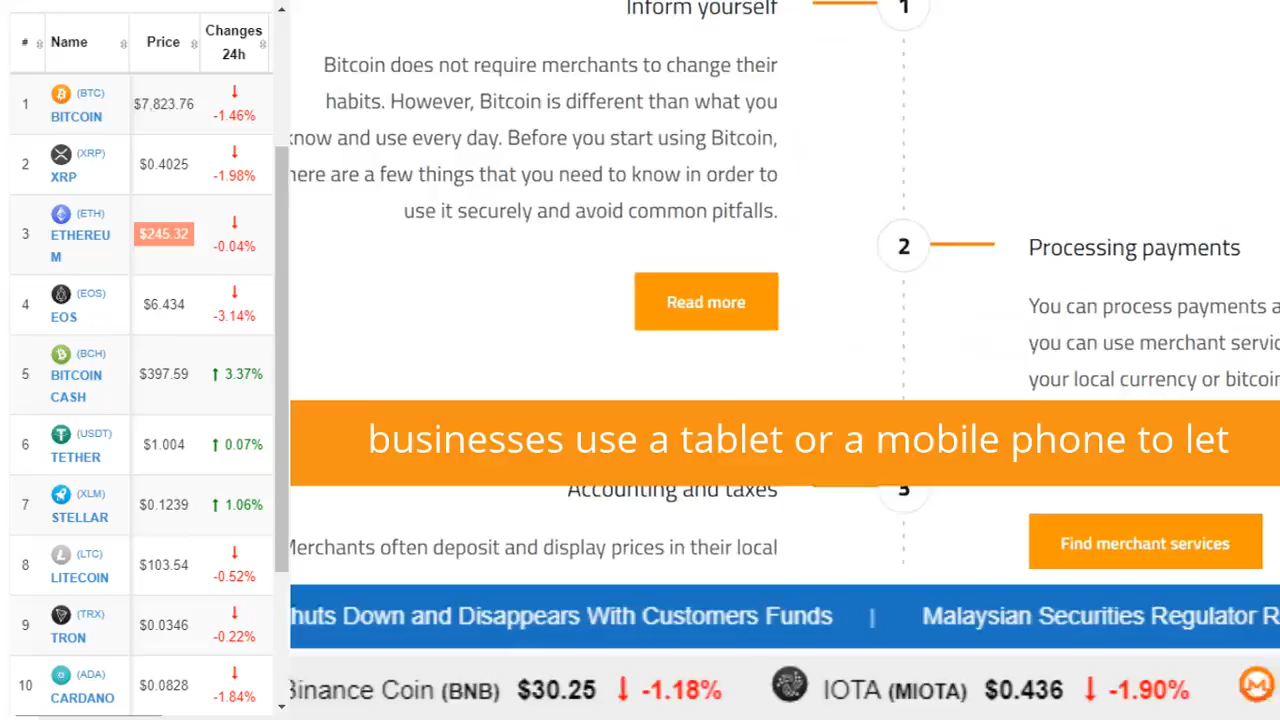 # Name Price Changes 24h
1 (BTC) BITCOIN $7,823.76 -1.46%
2 (XRP) XRP $0.4025 -1.98%
3 (ETH) ETHEREUM $245.32 -0.04%
4 (EOS) EOS $6.434 -3.14%
5 (BCH) BITCOIN CASH $397.59 3.37%
6 (USDT) TETHER $1.004 0.07%
7 (XLM) STELLAR $0.1239 1.06%
8 (LTC) LITECOIN $103.54 -0.52%
9 (TRX) TRON $0.0346 -0.22%
10 (ADA) CARDANO $0.0828 -1.84%
Inform yourself
1
Bitcoin does not require merchants to change their
habits. However, Bitcoin is different than what you
know and use every day. Before you start using Bitcoin,
here are a few things that you need to know in order to
use it securely and avoid common pitfalls.
Read more
2
Processing payments
You can process payments a
you can use merchant servic
your local currency or bitcoin
businesses use a tablet or a mobile phone to let
Accounting and taxes
3
Merchants often deposit and display prices in their local
Find merchant services
huts Down and Disappears With Customers Funds | Malaysian Securities Regulator R
Binance Coin (BNB) $30.25 -1.18% IOTA (MIOTA) $0.436 -1.90%